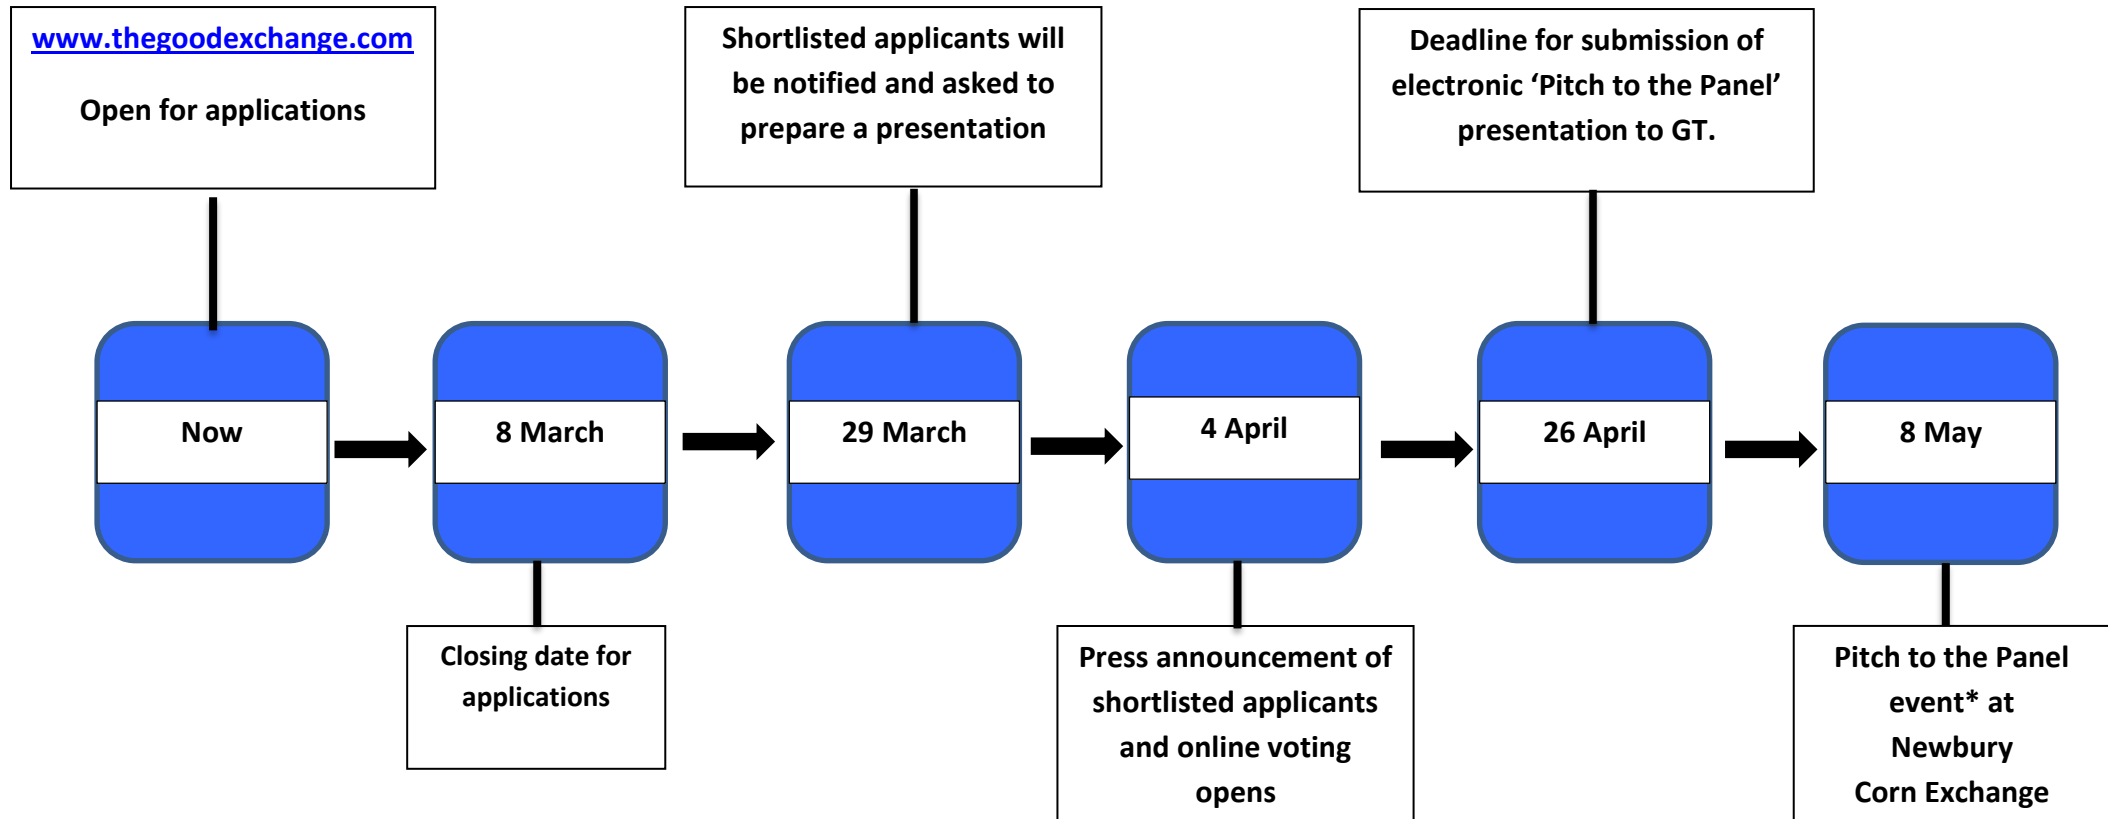 www.thegoodexchange.com
Open for applications
Shortlisted applicants will
be notified and asked to
prepare a presentation
Deadline for submission of
electronic ‘Pitch to the Panel’
presentation to GT.
Now
8 March
29 March
4 April
26 April
8 May
Closing date for
applications
Press announcement of
shortlisted applicants
and online voting
opens
Pitch to the Panel
event* at
Newbury
Corn Exchange